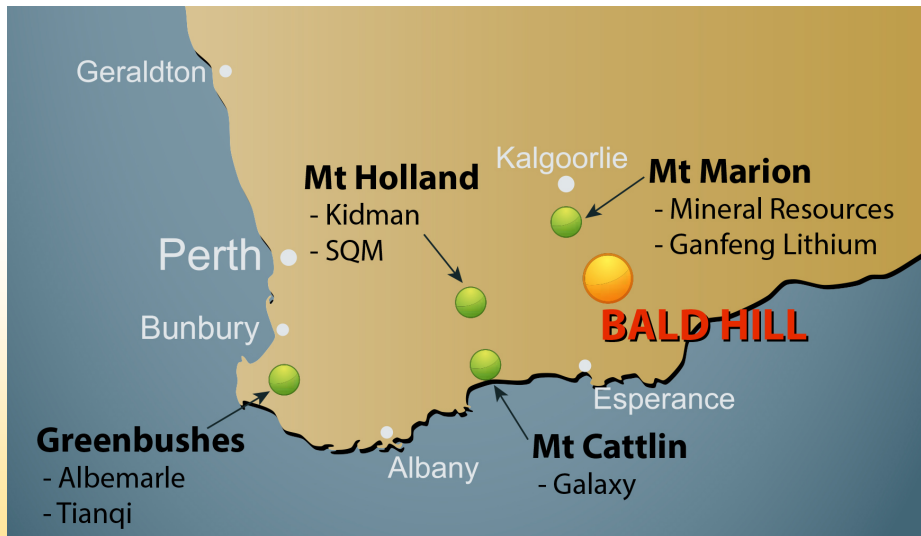 Geraldton
Kalgoorlie
Mt Holland
- Kidman
- SQM
Mt Marion
- Mineral Resources
- Ganfeng Lithium
Perth
BALD HILL
Bunbury
Esperance
Greenbushes
- Albemarle
- Tianqi
Albany
Mt Cattlin
- Galaxy